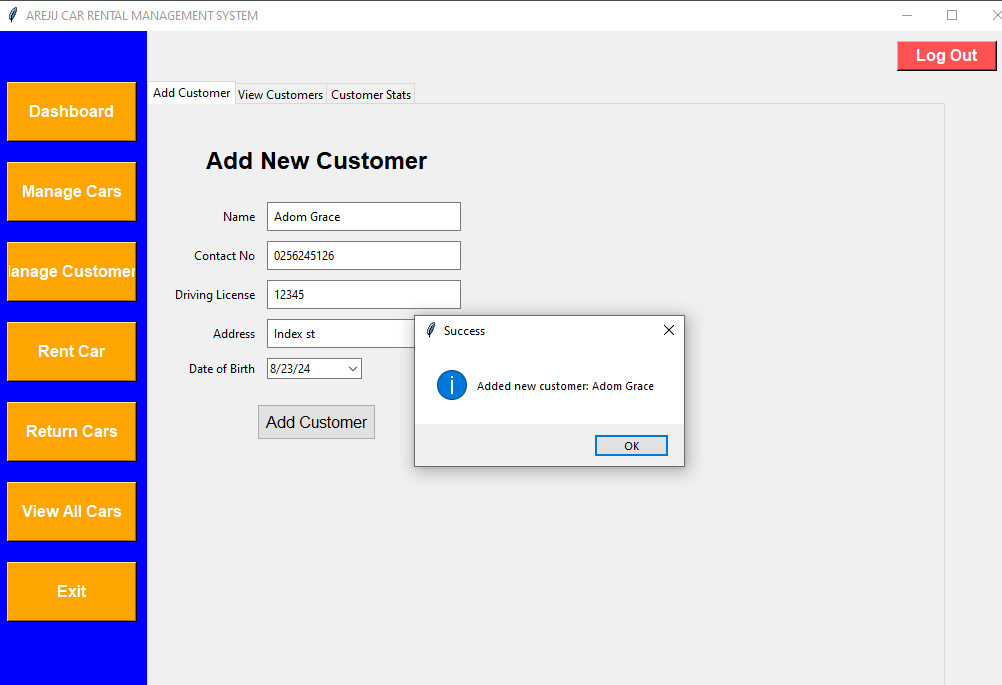 AREJIJ CAR RENTAL MANAGEMENT SYSTEM
Log Out
Dashboard
Manage Cars
anage Customer
Rent Car
Return Cars
View All Cars
Exit
Add Customer View Customers Customer Stats
Add New Customer
Name Adom Grace
Contact No 0256245126
Driving License 12345
Address Index st
Date of Birth 8/23/24
Add Customer
Success
i
Added new customer: Adom Grace
OK